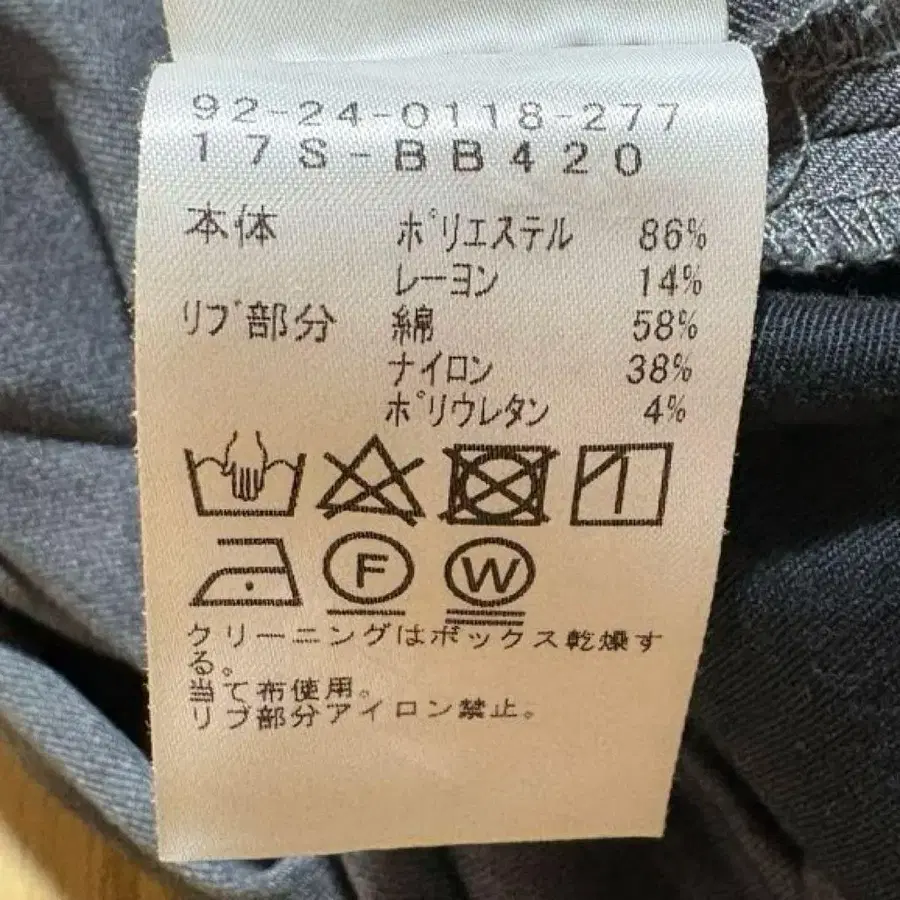 92-24-0118-277
17S-BB420
本体 ポリエステル 86%
レーヨン 14%
リブ部分 綿 58%
ナイロン 38%
ポリウレタン 4%
F W
クリーニングはボックス乾燥す
る。
当て布使用。
リブ部分アイロン禁止。